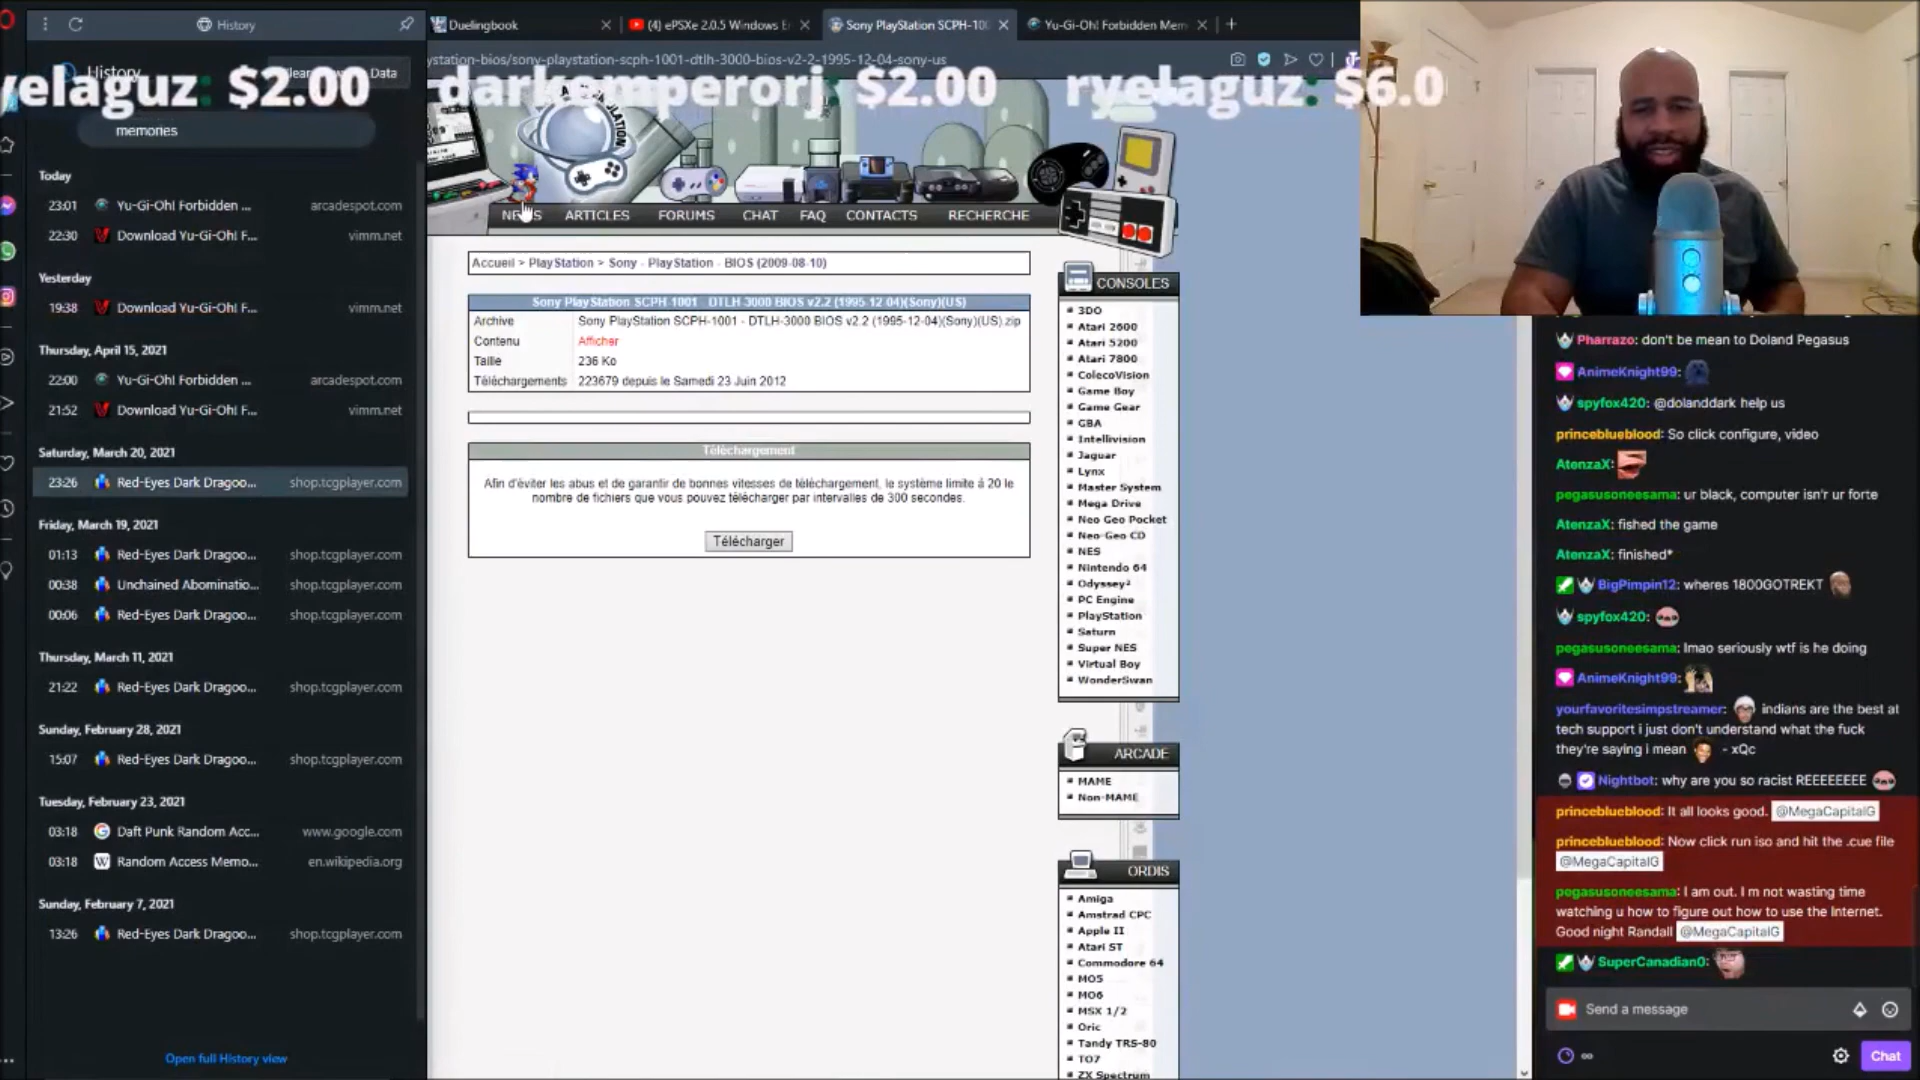 History
Duelingbook
(4) ePSXe 2.0.5 Windows E
Sony PlayStation SCPH-100
Yu-Gi-Oh! Forbidden Mem
ystation-bios/sony-playstation-scph-1001-dtlh-3000-bios-v2-2-1995-12-04-sony-us
History
Data
yelaguz: $2.00
darkemperorj: $2.00
ryelaguz: $6.0
memories
Today
23:01 Yu-Gi-Oh! Forbidden ... arcadespot.com
22:30 Download Yu-Gi-Oh! F... vimm.net
Yesterday
19:38 Download Yu-Gi-Oh! F... vimm.net
Thursday, April 15, 2021
22:00 Yu-Gi-Oh! Forbidden ... arcadespot.com
21:52 Download Yu-Gi-Oh! F... vimm.net
Saturday, March 20, 2021
23:26 Red-Eyes Dark Dragoo... shop.tcgplayer.com
Friday, March 19, 2021
01:13 Red-Eyes Dark Dragoo... shop.tcgplayer.com
00:38 Unchained Abominatio... shop.tcgplayer.com
00:06 Red-Eyes Dark Dragoo... shop.tcgplayer.com
Thursday, March 11, 2021
21:22 Red-Eyes Dark Dragoo... shop.tcgplayer.com
Sunday, February 28, 2021
15:07 Red-Eyes Dark Dragoo... shop.tcgplayer.com
Tuesday, February 23, 2021
03:18 Daft Punk Random Acc... www.google.com
03:18 Random Access Memo... en.wikipedia.org
Sunday, February 7, 2021
13:26 Red-Eyes Dark Dragoo... shop.tcgplayer.com
Open full History view
NEWS ARTICLES FORUMS CHAT FAQ CONTACTS RECHERCHE
Accueil > PlayStation > Sony - PlayStation - BIOS (2009-08-10)
Sony PlayStation SCPH-1001 - DTLH-3000 BIOS v2.2 (1995-12-04)(Sony)(US)
Archive Sony PlayStation SCPH-1001 - DTLH-3000 BIOS v2.2 (1995-12-04)(Sony)(US).zip
Contenu Afficher
Taille 236 Ko
Téléchargements 223679 depuis le Samedi 23 Juin 2012
Téléchargement
Afin d'éviter les abus et de garantir de bonnes vitesses de téléchargement, le système limite à 20 le
nombre de fichiers que vous pouvez télécharger par intervalles de 300 secondes.
Télécharger
CONSOLES
3DO
Atari 2600
Atari 5200
Atari 7800
ColecoVision
Game Boy
Game Gear
GBA
Intellivision
Jaguar
Lynx
Master System
Mega Drive
Neo Geo Pocket
Neo-Geo CD
NES
Nintendo 64
Odyssey²
PC Engine
PlayStation
Saturn
Super NES
Virtual Boy
WonderSwan
ARCADE
MAME
Non-MAME
ORDIS
Amiga
Amstrad CPC
Apple II
Atari ST
Commodore 64
MO5
MO6
MSX 1/2
Oric
Tandy TRS-80
TO7
ZX Spectrum
Pharrazo: don't be mean to Doland Pegasus
AnimeKnight99:
spyfox420: @dolanddark help us
princeblueblood: So click configure, video
AtenzaX:
pegasusoneesama: ur black, computer isn'r ur forte
AtenzaX: fished the game
AtenzaX: finished*
BigPimpin12: wheres 1800GOTREKT
spyfox420:
pegasusoneesama: lmao seriously wtf is he doing
AnimeKnight99:
yourfavoritesimpstreamer: indians are the best at
tech support i just don't understand what the fuck
they're saying i mean - xQc
Nightbot: why are you so racist REEEEEEEE
princeblueblood: It all looks good. @MegaCapitalG
princeblueblood: Now click run iso and hit the .cue file
@MegaCapitalG
pegasusoneesama: I am out. I m not wasting time
watching u how to figure out how to use the Internet.
Good night Randall @MegaCapitalG
SuperCanadian0:
Send a message
Chat